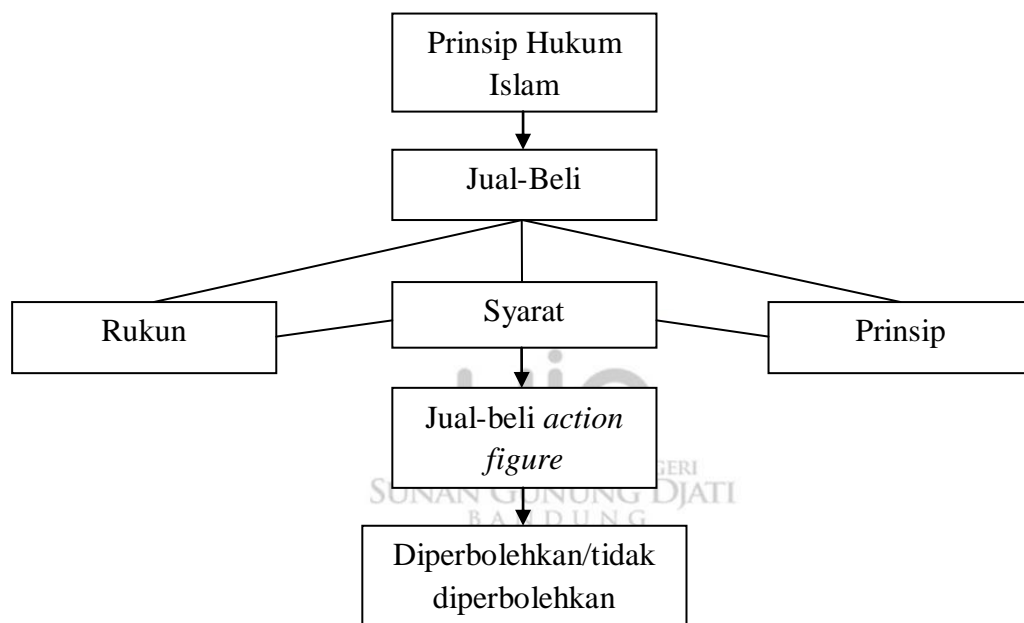 Prinsip Hukum
Islam
Jual-Beli
Rukun
Syarat
Prinsip
Jual-beli action
figure
GERI
SUNAN GUNUNG DJATI
BANDUNG
Diperbolehkan/tidak
diperbolehkan